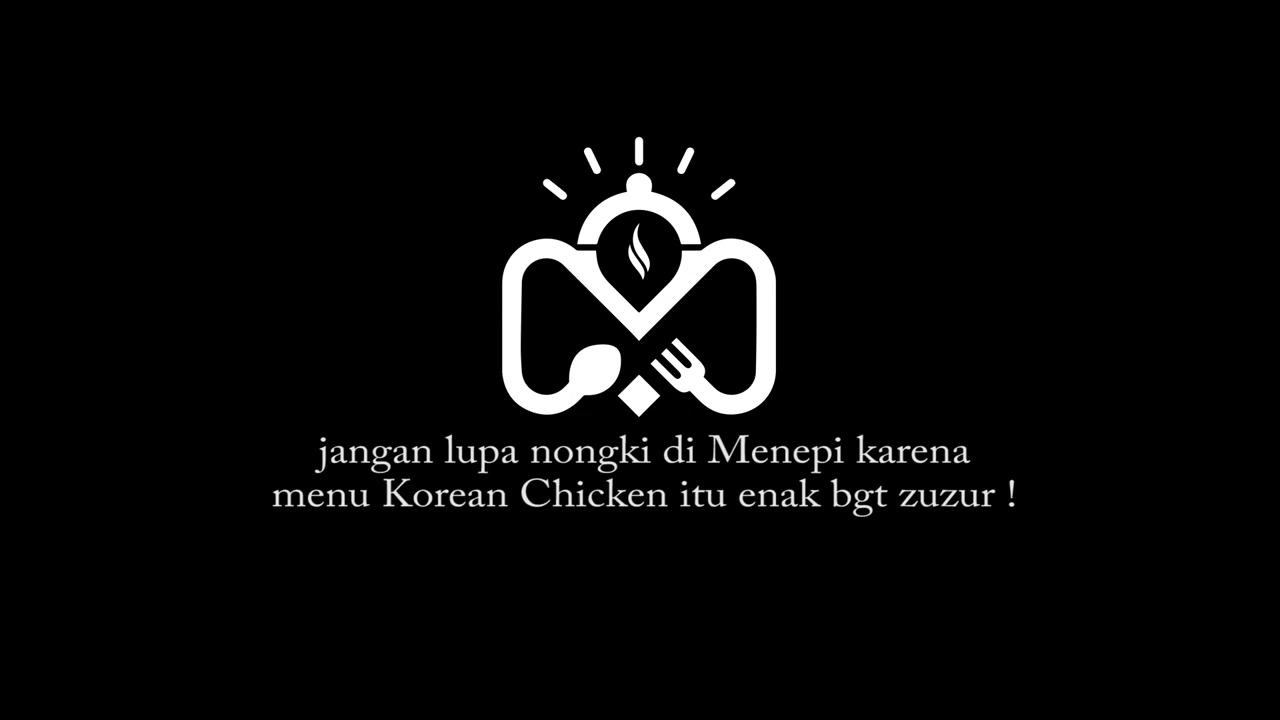 jangan lupa nongki di Menepi karena
menu Korean Chicken itu enak bgt zuzur !